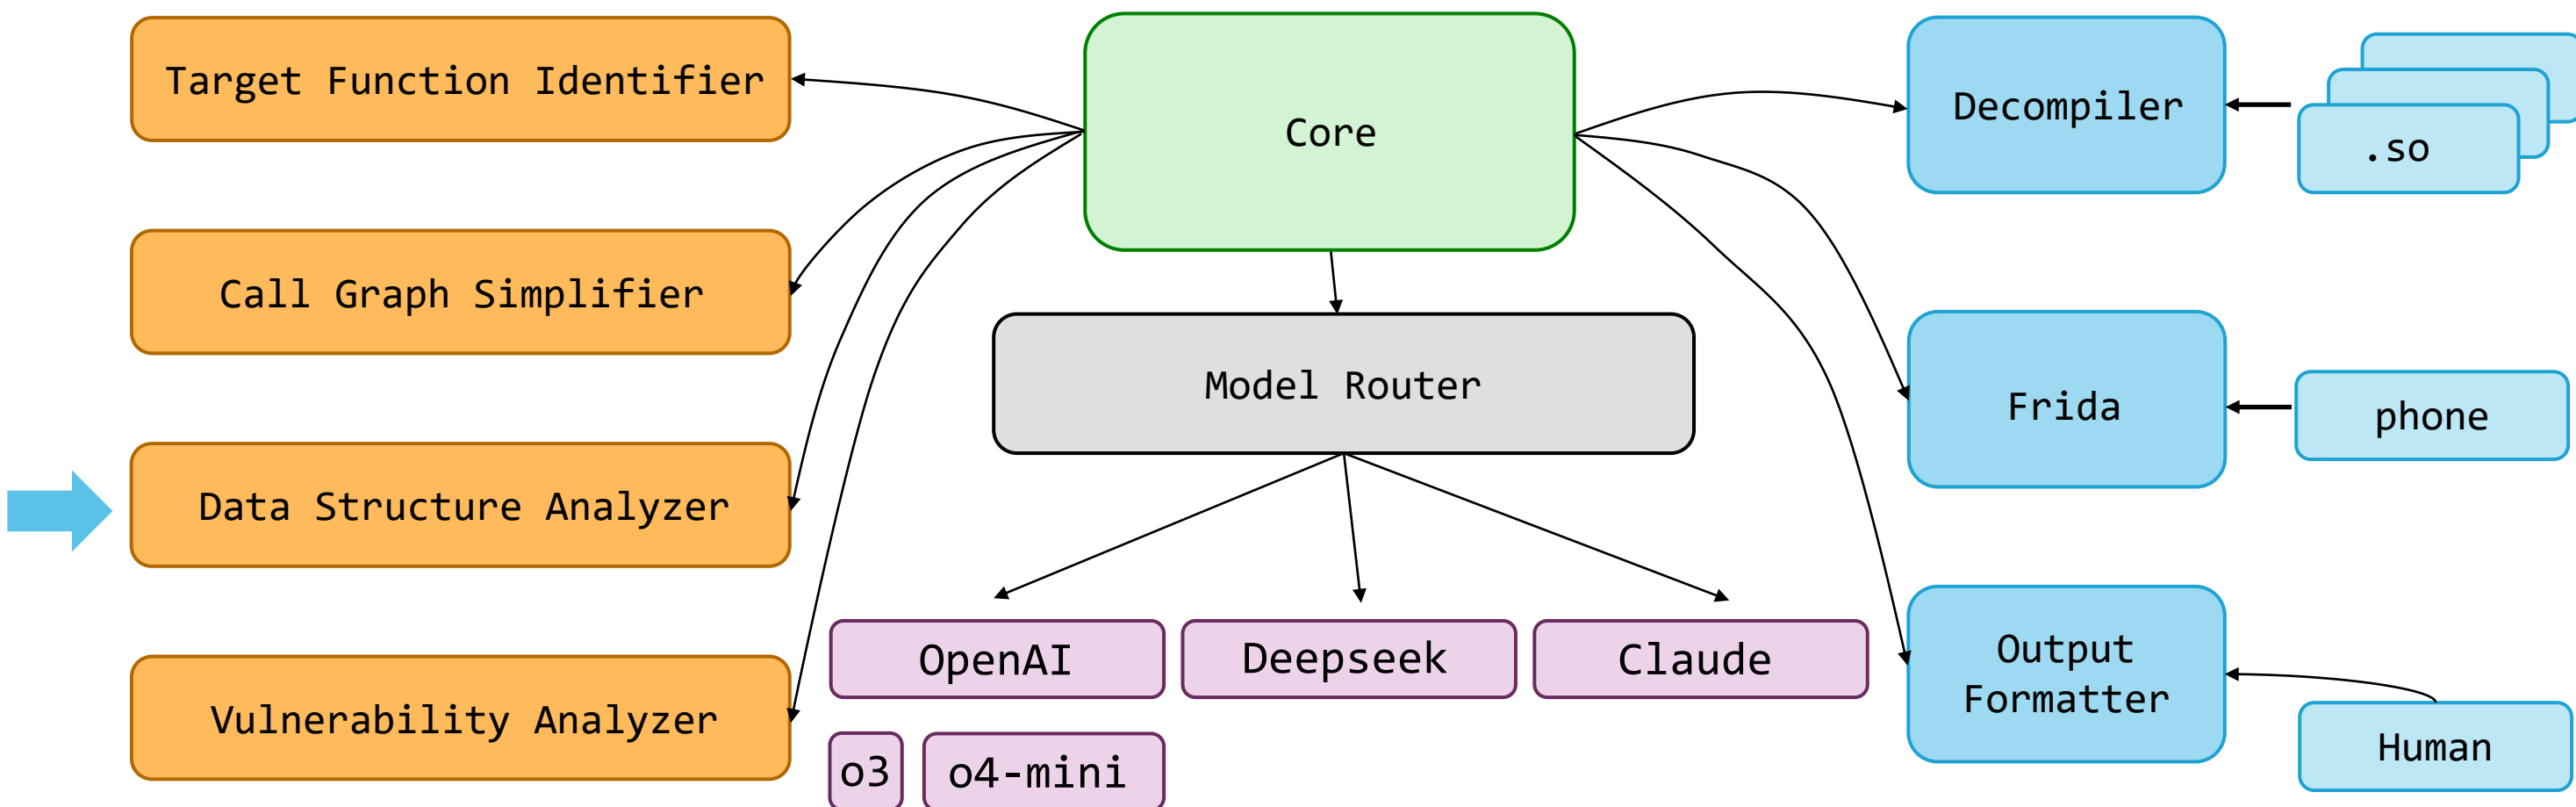 Target Function Identifier
Call Graph Simplifier
Data Structure Analyzer
Vulnerability Analyzer
Core
Model Router
OpenAI
Deepseek
Claude
o3
o4-mini
Decompiler
.so
Frida
phone
Output
Formatter
Human